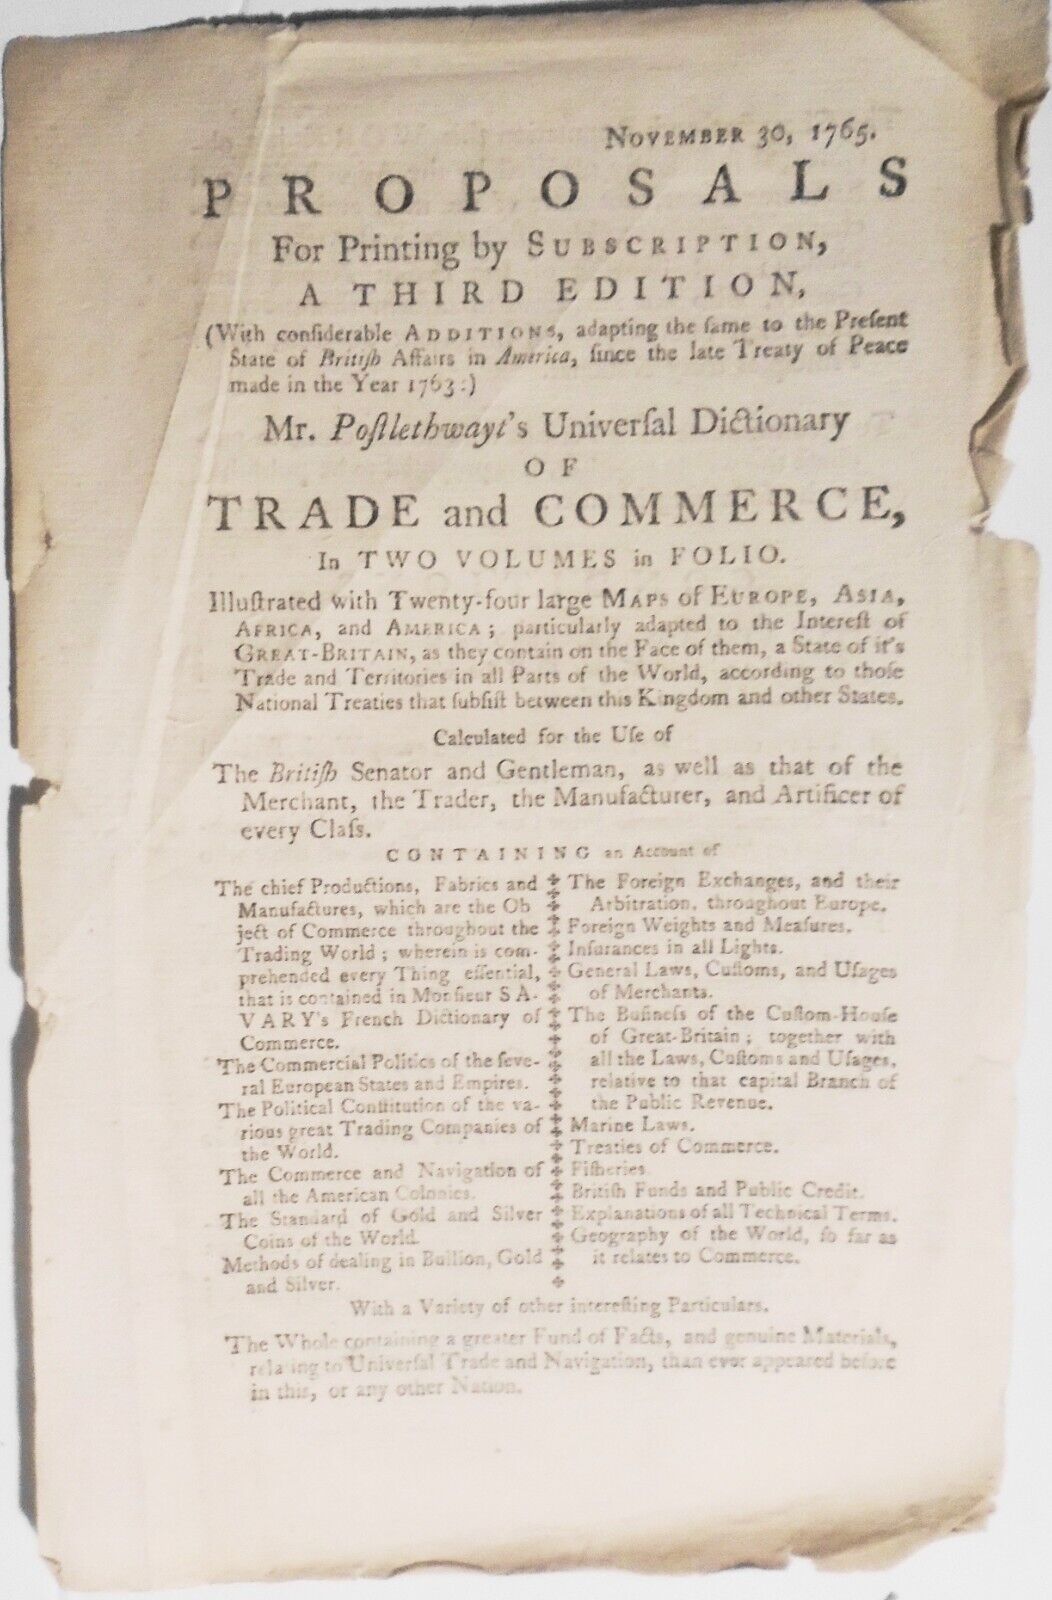 NOVEMBER 30, 1765.
PROPOSALS
For Printing by SUBSCRIPTION,
A THIRD EDITION,
(With conſiderable ADDITIONS, adapting the ſame to the Preſent
State of Britiſh Affairs in America, ſince the late Treaty of Peace
made in the Year 1763:)
Mr. Poſtlethwayt's Univerſal Dictionary
OF
TRADE and COMMERCE,
In TWO VOLUMES in FOLIO.
Illuſtrated with Twenty-four large MAPS of EUROPE, ASIA,
AFRICA, and AMERICA; particularly adapted to the Intereſt of
GREAT-BRITAIN, as they contain on the Face of them, a State of it's
Trade and Territories in all Parts of the World, according to thoſe
National Treaties that ſubſiſt between this Kingdom and other States.
Calculated for the Uſe of
The Britiſh Senator and Gentleman, as well as that of the
Merchant, the Trader, the Manufacturer, and Artificer of
every Claſs.
CONTAINING an Account of
The chief Productions, Fabrics and
Manufactures, which are the Ob
ject of Commerce throughout the
Trading World; wherein is com-
prehended every Thing eſſential,
that is contained in Monſieur SA-
VARY's French Dictionary of
Commerce.
The Commercial Politics of the ſeve-
ral European States and Empires.
The Political Conſtitution of the va-
rious great Trading Companies of
the World.
The Commerce and Navigation of
all the American Colonies.
The Standard of Gold and Silver
Coins of the World.
Methods of dealing in Bullion, Gold
and Silver.
The Foreign Exchanges, and their
Arbitration, throughout Europe.
Foreign Weights and Meaſures.
Inſurances in all Lights.
General Laws, Cuſtoms, and Uſages
of Merchants.
The Buſineſs of the Cuſtom-Houſe
of Great-Britain; together with
all the Laws, Cuſtoms and Uſages,
relative to that capital Branch of
the Public Revenue.
Marine Laws.
Treaties of Commerce.
Fiſheries.
Britiſh Funds and Public Credit.
Explanations of all Technical Terms.
Geography of the World, ſo far as
it relates to Commerce.
With a Variety of other intereſting Particulars.
The Whole containing a greater Fund of Facts, and genuine Materials,
relating to Univerſal Trade and Navigation, than ever appeared before
in this, or any other Nation.